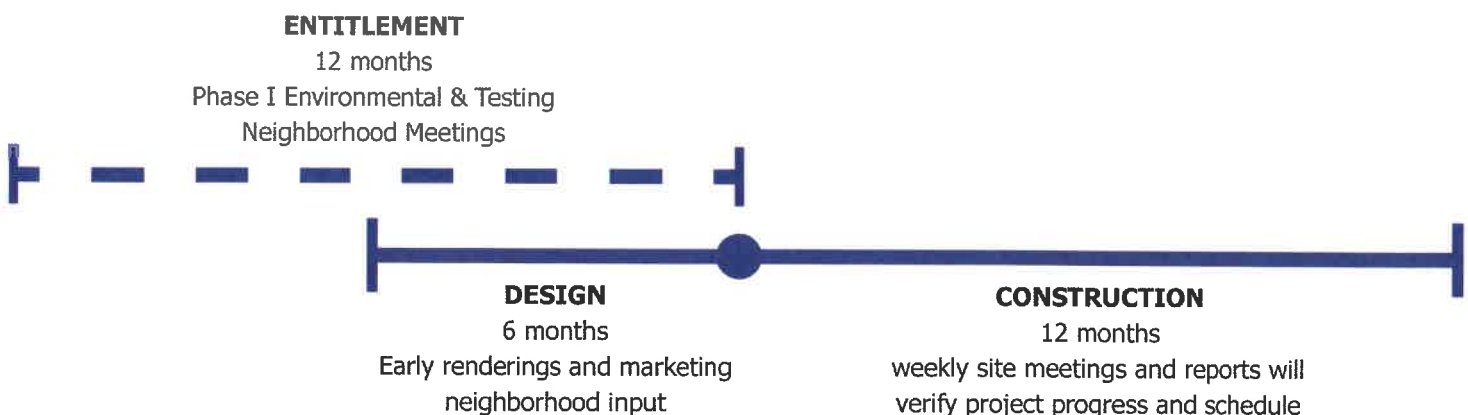 ENTITLEMENT
12 months
Phase I Environmental & Testing
Neighborhood Meetings
DESIGN
6 months
Early renderings and marketing
neighborhood input
CONSTRUCTION
12 months
weekly site meetings and reports will
verify project progress and schedule